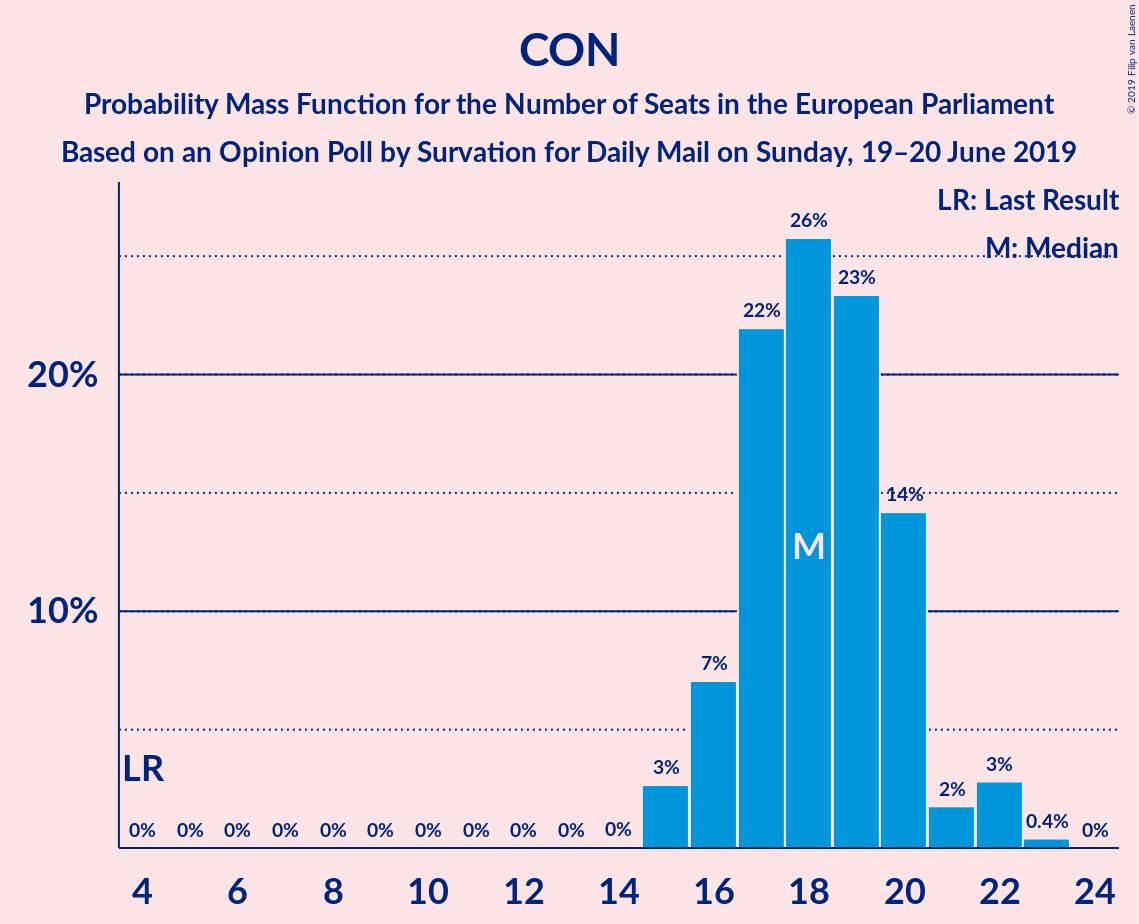 CON
Probability Mass Function for the Number of Seats in the European Parliament
Based on an Opinion Poll by Survation for Daily Mail on Sunday, 19–20 June 2019
© 2019 Filip van Laenen
LR: Last Result
M: Median
26%
23%
22%
20%
14%
M
10%
7%
LR
3%
3%
2%
0% 0% 0% 0% 0% 0% 0% 0% 0% 0% 0% 0.4% 0%
4 6 8 10 12 14 16 18 20 22 24